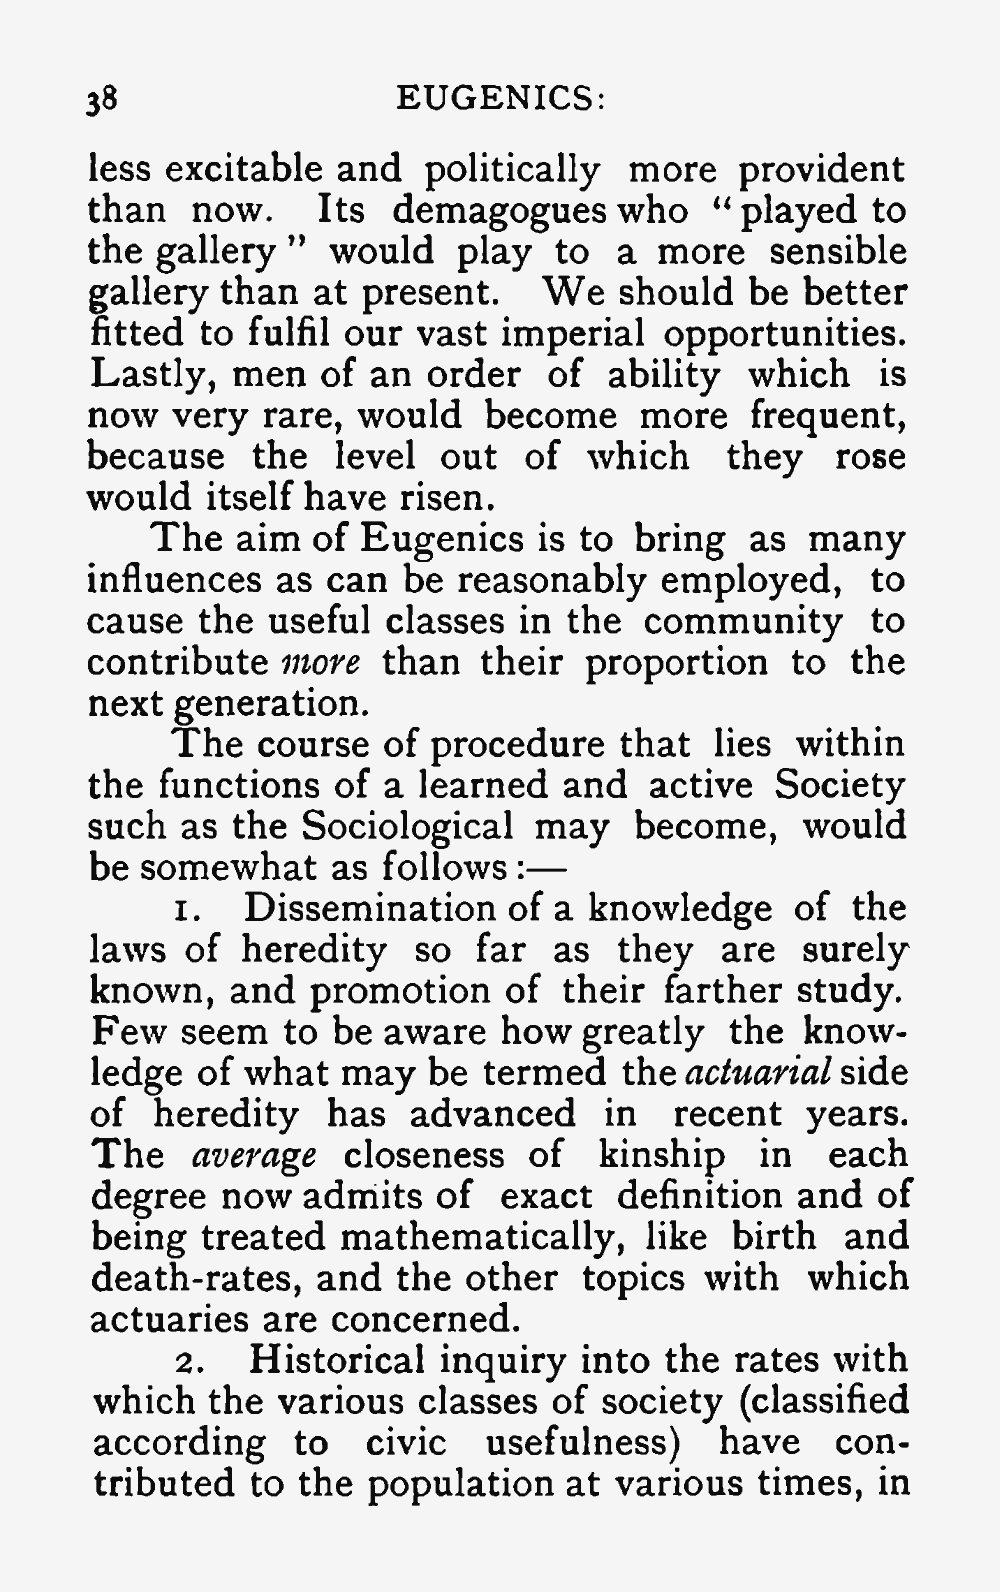 38 EUGENICS:
less excitable and politically more provident
than now. Its demagogues who “ played to
the gallery ” would play to a more sensible
gallery than at present. We should be better
fitted to fulfil our vast imperial opportunities.
Lastly, men of an order of ability which is
now very rare, would become more frequent,
because the level out of which they rose
would itself have risen.
The aim of Eugenics is to bring as many
influences as can be reasonably employed, to
cause the useful classes in the community to
contribute more than their proportion to the
next generation.
The course of procedure that lies within
the functions of a learned and active Society
such as the Sociological may become, would
be somewhat as follows :—
1. Dissemination of a knowledge of the
laws of heredity so far as they are surely
known, and promotion of their farther study.
Few seem to be aware how greatly the know-
ledge of what may be termed the actuarial side
of heredity has advanced in recent years.
The average closeness of kinship in each
degree now admits of exact definition and of
being treated mathematically, like birth and
death-rates, and the other topics with which
actuaries are concerned.
2. Historical inquiry into the rates with
which the various classes of society (classified
according to civic usefulness) have con-
tributed to the population at various times, in